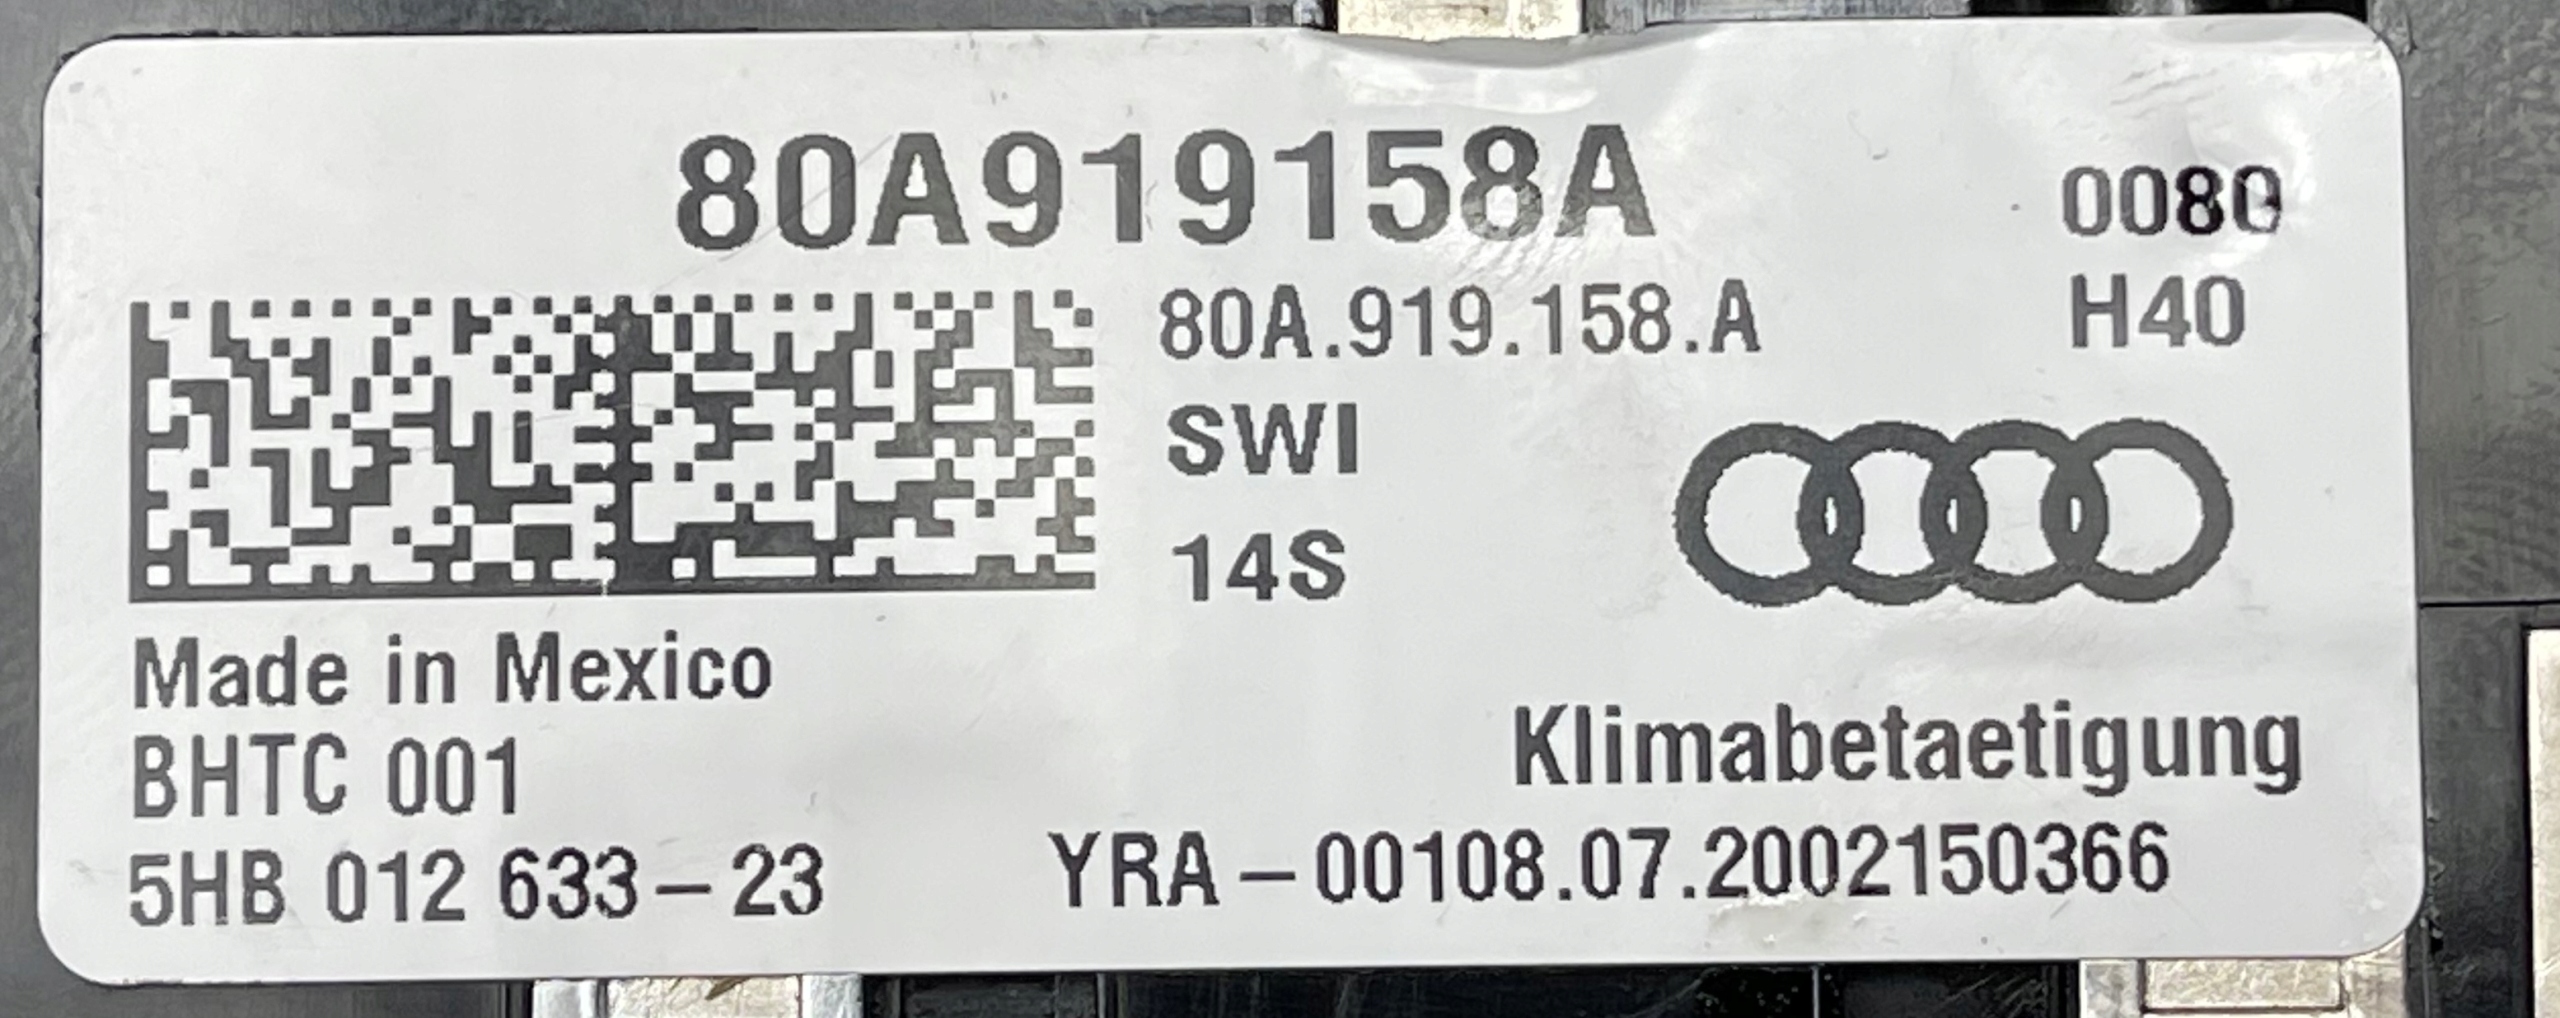 80A919158A
0080
80A.919.158.A
H40
SWI
14S
Made in Mexico
BHTC 001
Klimabetaetigung
5HB 012 633-23
YRA-00108.07.2002150366